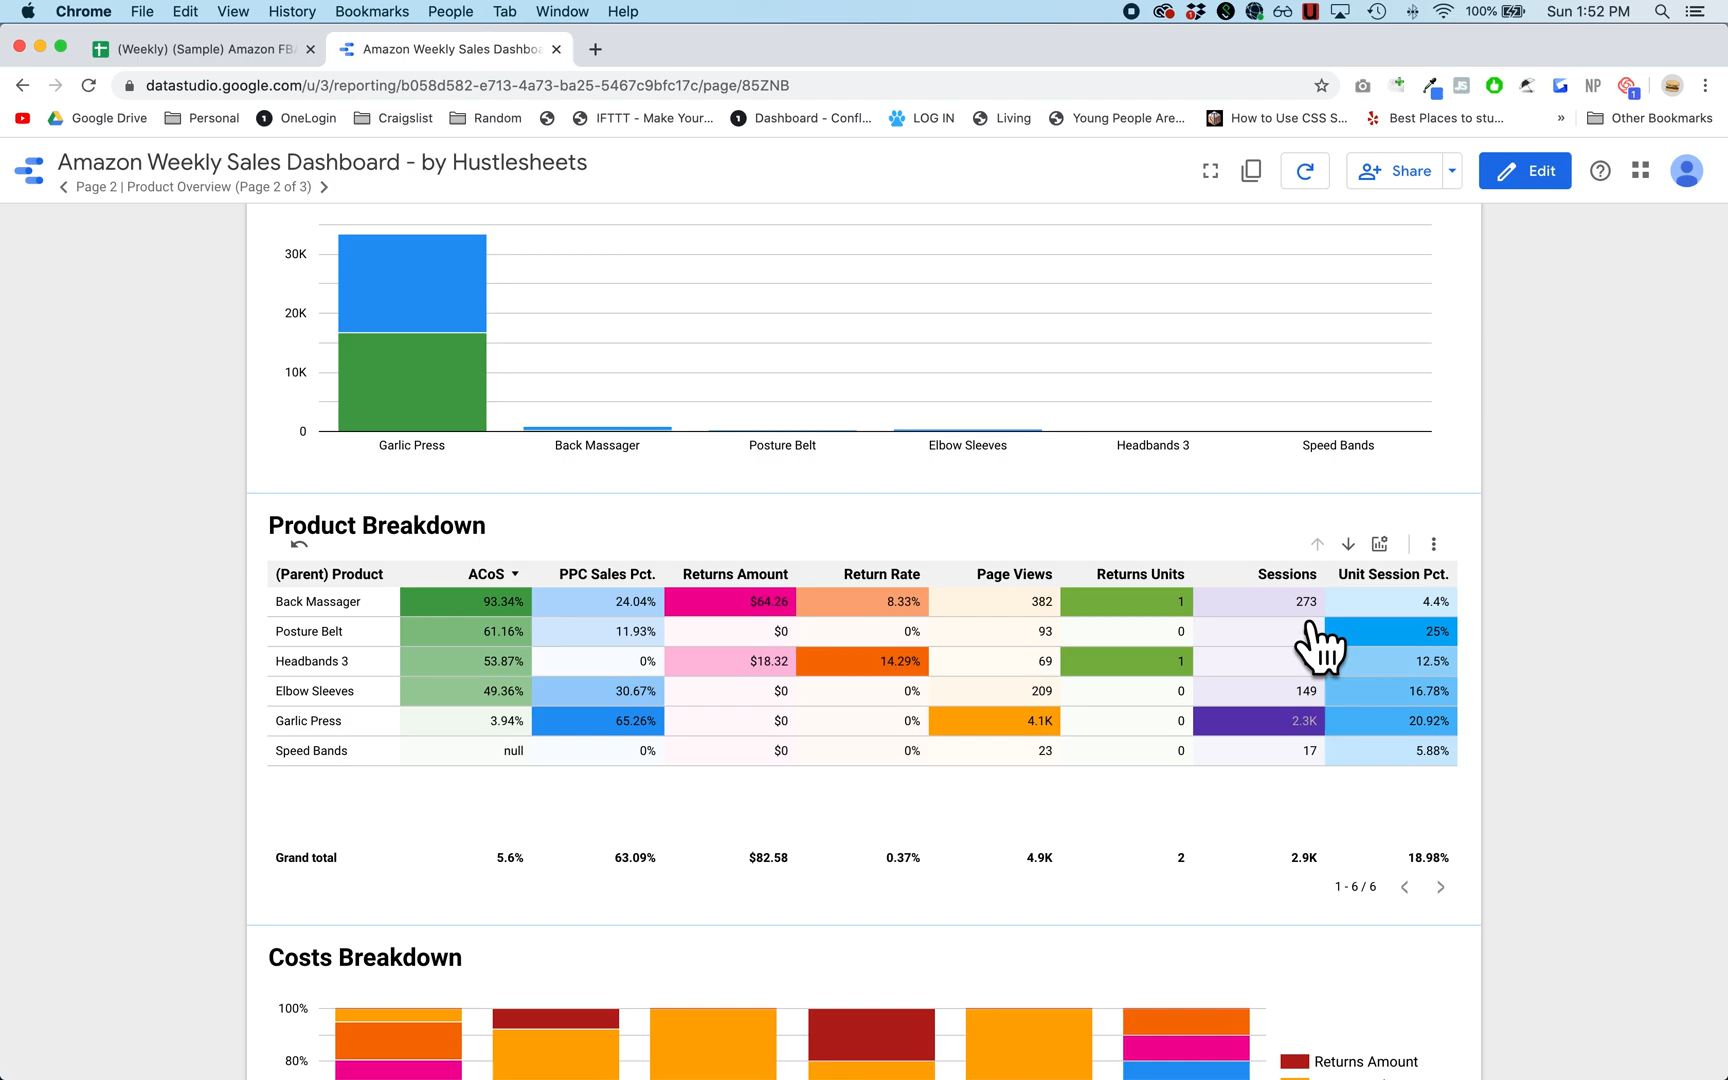 Chrome File Edit View History Bookmarks People Tab Window Help 100% Sun 1:52 PM
(Weekly) (Sample) Amazon FB Amazon Weekly Sales Dashbo
datastudio.google.com/u/3/reporting/b058d582-e713-4a73-ba25-5467c9bfc17c/page/85ZNB JS NP 1
Google Drive Personal OneLogin Craigslist Random IFTTT - Make Your... Dashboard - Confl... LOG IN Living Young People Are... How to Use CSS S... Best Places to stu... » Other Bookmarks
Amazon Weekly Sales Dashboard - by Hustlesheets
Page 2 | Product Overview (Page 2 of 3)
Share Edit
30K
20K
10K
0
Garlic Press Back Massager Posture Belt Elbow Sleeves Headbands 3 Speed Bands
Product Breakdown
(Parent) Product ACoS PPC Sales Pct. Returns Amount Return Rate Page Views Returns Units Sessions Unit Session Pct.
Back Massager 93.34% 24.04% $64.26 8.33% 382 1 273 4.4%
Posture Belt 61.16% 11.93% $0 0% 93 0 25%
Headbands 3 53.87% 0% $18.32 14.29% 69 1 12.5%
Elbow Sleeves 49.36% 30.67% $0 0% 209 0 149 16.78%
Garlic Press 3.94% 65.26% $0 0% 4.1K 0 2.3K 20.92%
Speed Bands null 0% $0 0% 23 0 17 5.88%
Grand total 5.6% 63.09% $82.58 0.37% 4.9K 2 2.9K 18.98%
1 - 6 / 6
Costs Breakdown
100%
80%
Returns Amount